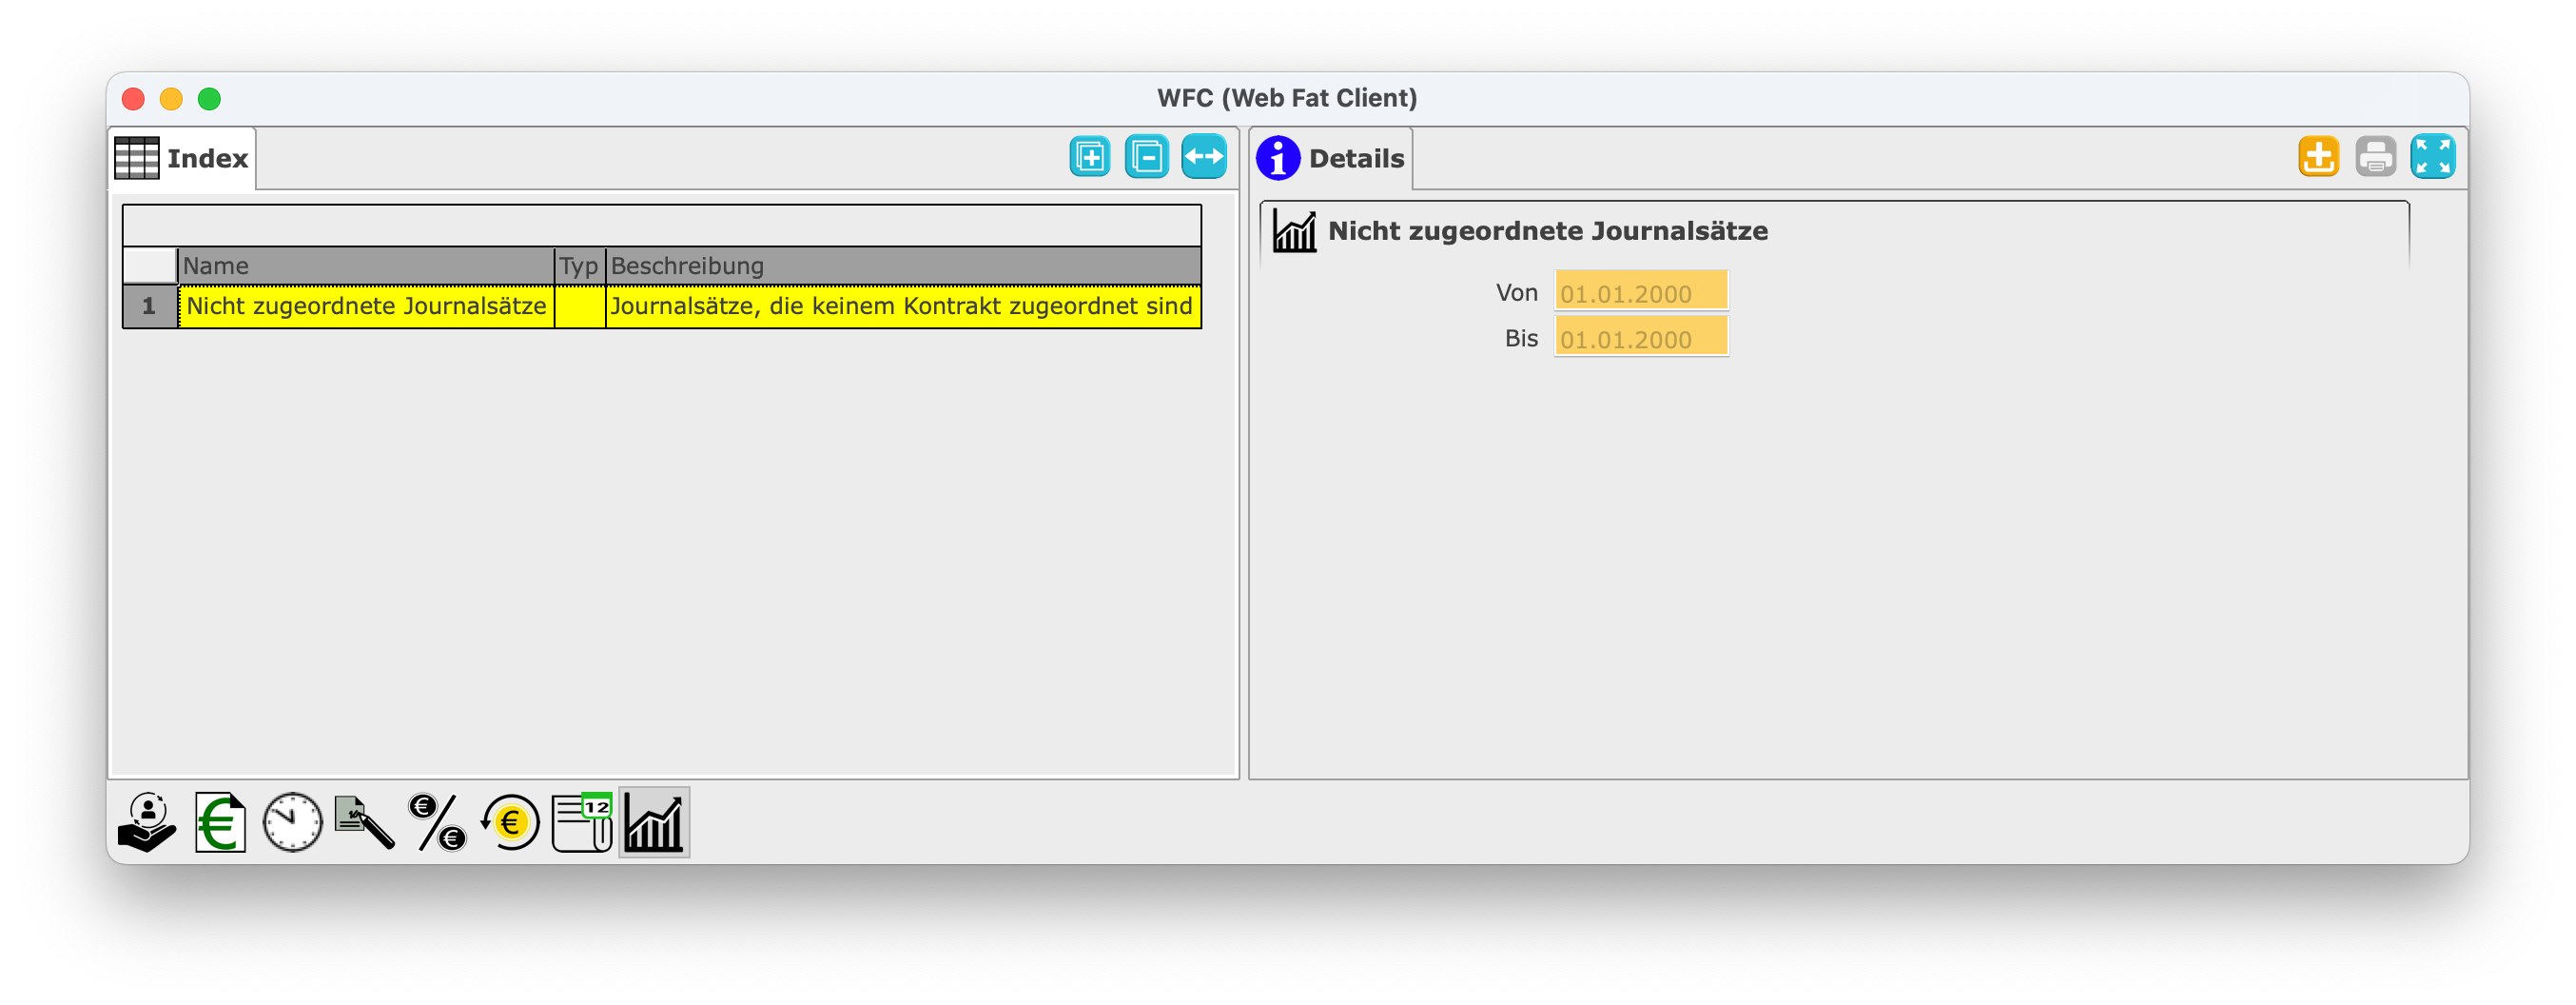 WFC (Web Fat Client)
Index
Details
Name Typ Beschreibung
1 Nicht zugeordnete Journalsätze Journalsätze, die keinem Kontrakt zugeordnet sind
Nicht zugeordnete Journalsätze
Von 01.01.2000
Bis 01.01.2000
12